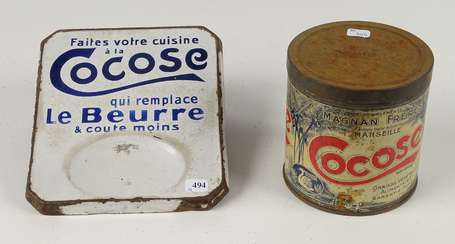 Faites votre cuisine
à la
Cocose
qui remplace
Le Beurre
& coute moins
494
MAGNAN FRÈRES
MARSEILLE
Cocose